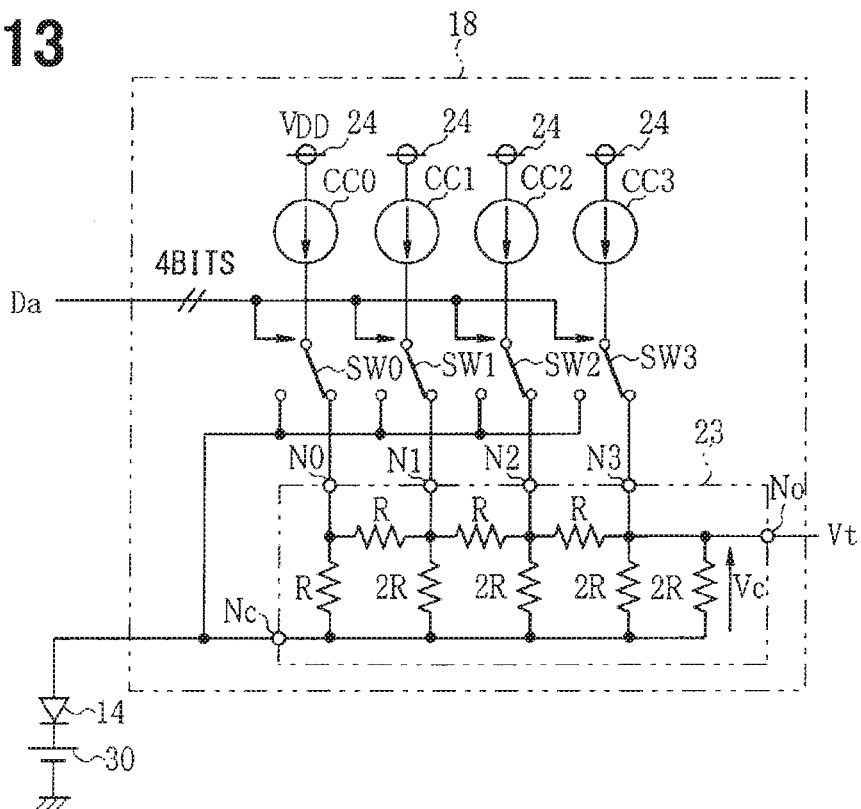 13
18
VDD 24 24 24 24
CC0 CC1 CC2 CC3
4BITS
Da
SW0 SW1 SW2 SW3
23
N0 N1 N2 N3 No
R R R Vt
R 2R 2R 2R 2R Vc
Nc
14
30